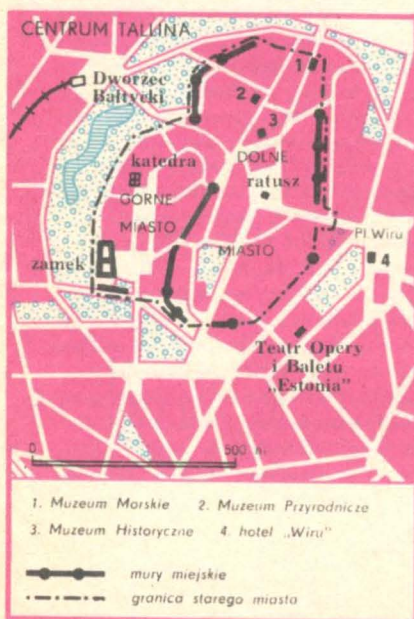 CENTRUM TALLINA
Dworzec
Bałtycki
1
2
3
katedra
DOLNE
ratusz
GÓRNE
MIASTO
MIASTO
Pl. Wiru
zamek
4
Teatr Opery
i Baletu
„Estonia"
0 500 m
1. Muzeum Morskie 2. Muzeum Przyrodnicze
3. Muzeum Historyczne 4. hotel „Wiru"
mury miejskie
granica starego miasta